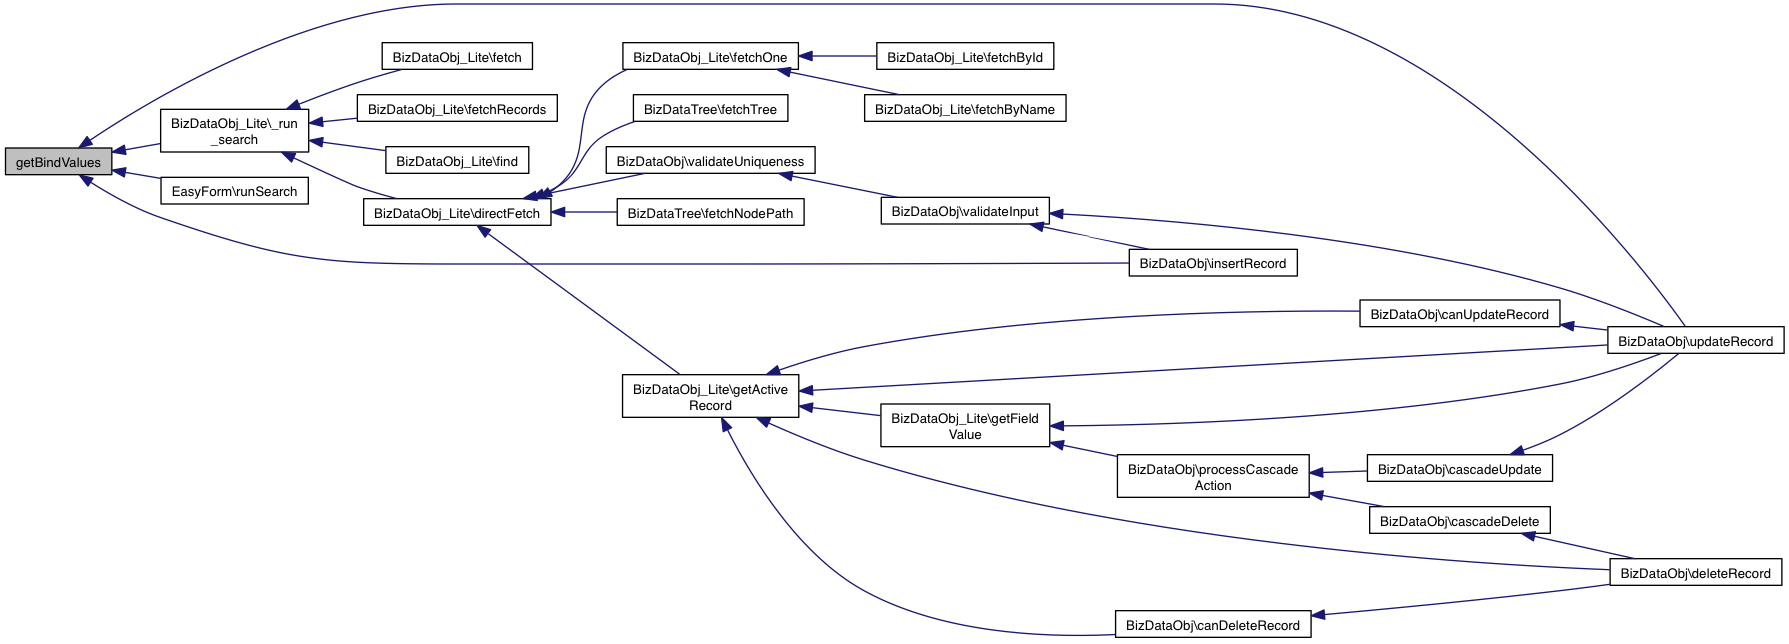 getBindValues
BizDataObj_Lite\_run
_search
EasyForm\runSearch
BizDataObj_Lite\fetch
BizDataObj_Lite\fetchRecords
BizDataObj_Lite\find
BizDataObj_Lite\directFetch
BizDataObj_Lite\fetchOne
BizDataTree\fetchTree
BizDataObj\validateUniqueness
BizDataTree\fetchNodePath
BizDataObj_Lite\getActive
Record
BizDataObj_Lite\fetchById
BizDataObj_Lite\fetchByName
BizDataObj\validateInput
BizDataObj\insertRecord
BizDataObj\canUpdateRecord
BizDataObj\updateRecord
BizDataObj_Lite\getField
Value
BizDataObj\processCascade
Action
BizDataObj\cascadeUpdate
BizDataObj\cascadeDelete
BizDataObj\deleteRecord
BizDataObj\canDeleteRecord